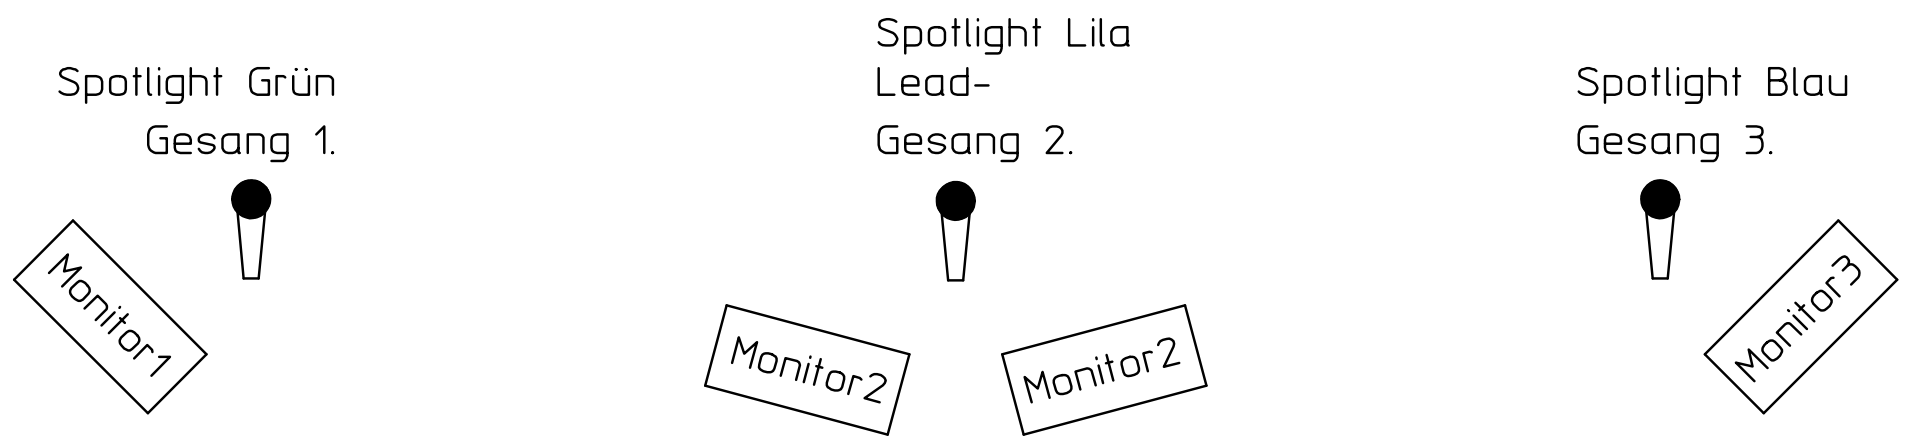 Spotlight Grün
Gesang 1.
Monitor1
Spotlight Lila
Lead-
Gesang 2.
Monitor2
Monitor2
Spotlight Blau
Gesang 3.
Monitor3